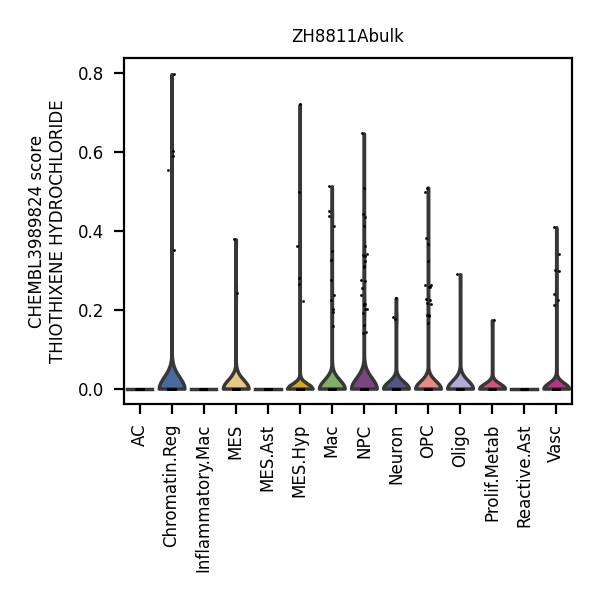 ZH8811Abulk
CHEMBL3989824 score
THIOTHIXENE HYDROCHLORIDE
0.8
0.6
0.4
0.2
0.0
AC
Chromatin.Reg
Inflammatory.Mac
MES
MES.Ast
MES.Hyp
Mac
NPC
Neuron
OPC
Oligo
Prolif.Metab
Reactive.Ast
Vasc